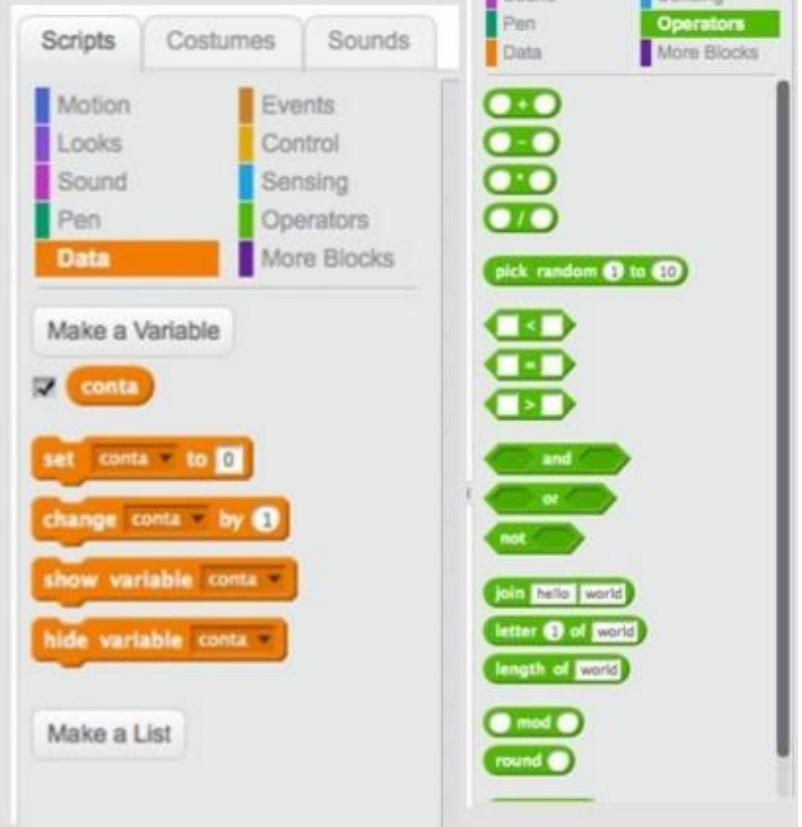 Scripts Costumes Sounds
Motion Events
Looks Control
Sound Sensing
Pen Operators
Data More Blocks
Make a Variable
conta
set conta to 0
change conta by 1
show variable conta
hide variable conta
Make a List
Sound Sensing
Pen Operators
Data More Blocks
+
-
*
/
pick random 1 to 10
<
=
>
and
or
not
join hello world
letter 1 of world
length of world
mod
round